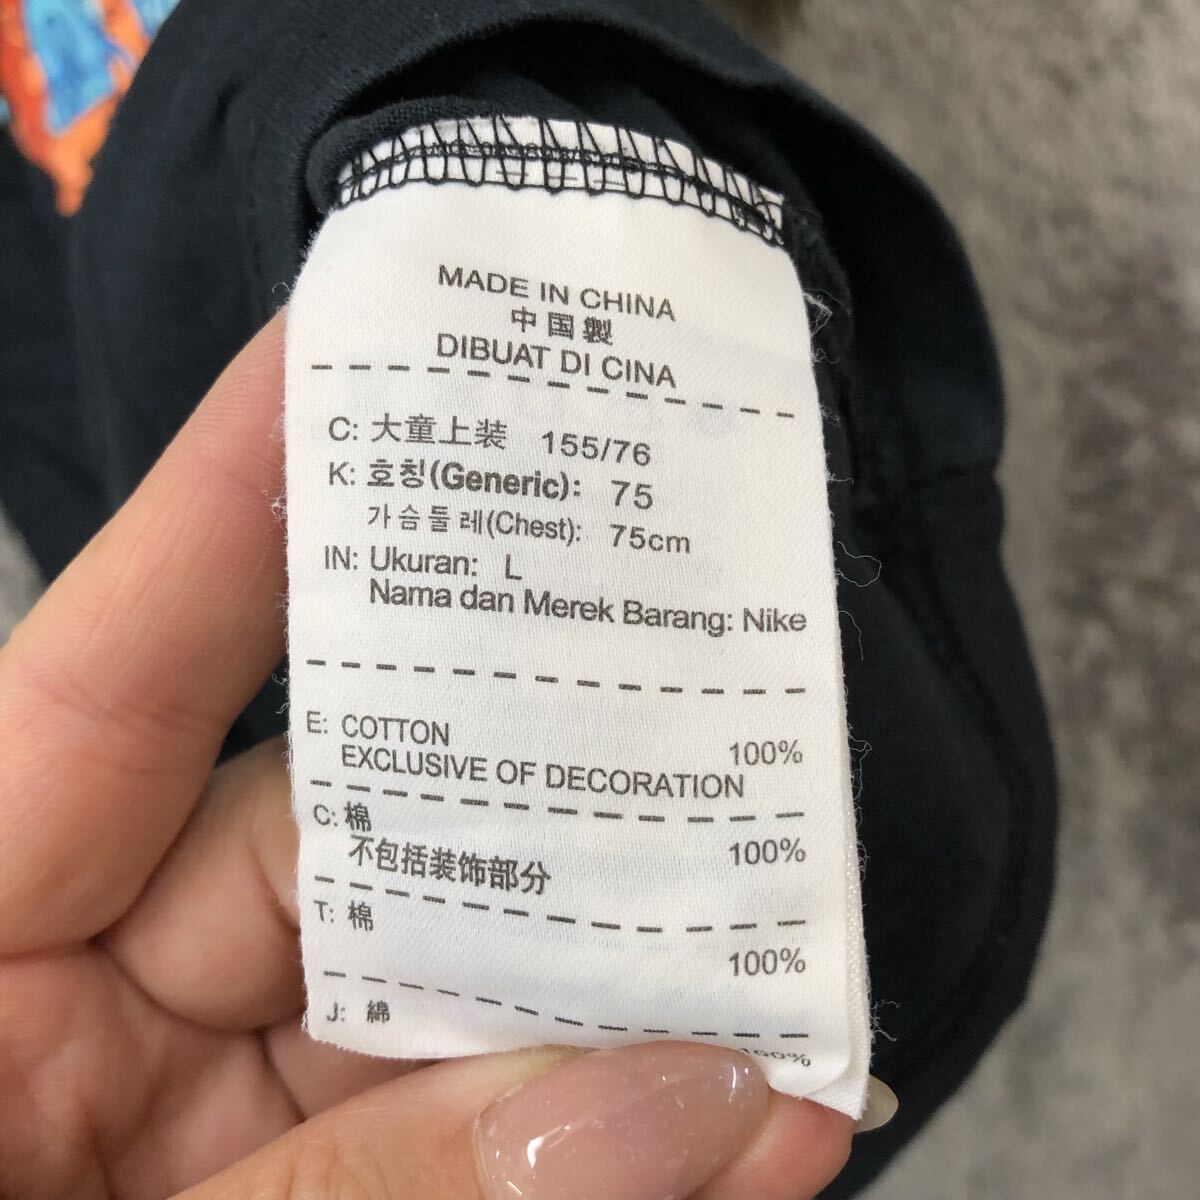 MADE IN CHINA
中国製
DIBUAT DI CINA
C: 大童上装 155/76
K: 호칭(Generic): 75
가슴둘레(Chest): 75cm
IN: Ukuran: L
Nama dan Merek Barang: Nike
E: COTTON 100%
EXCLUSIVE OF DECORATION
C: 棉 100%
不包括装饰部分
T: 棉 100%
J: 綿 100%